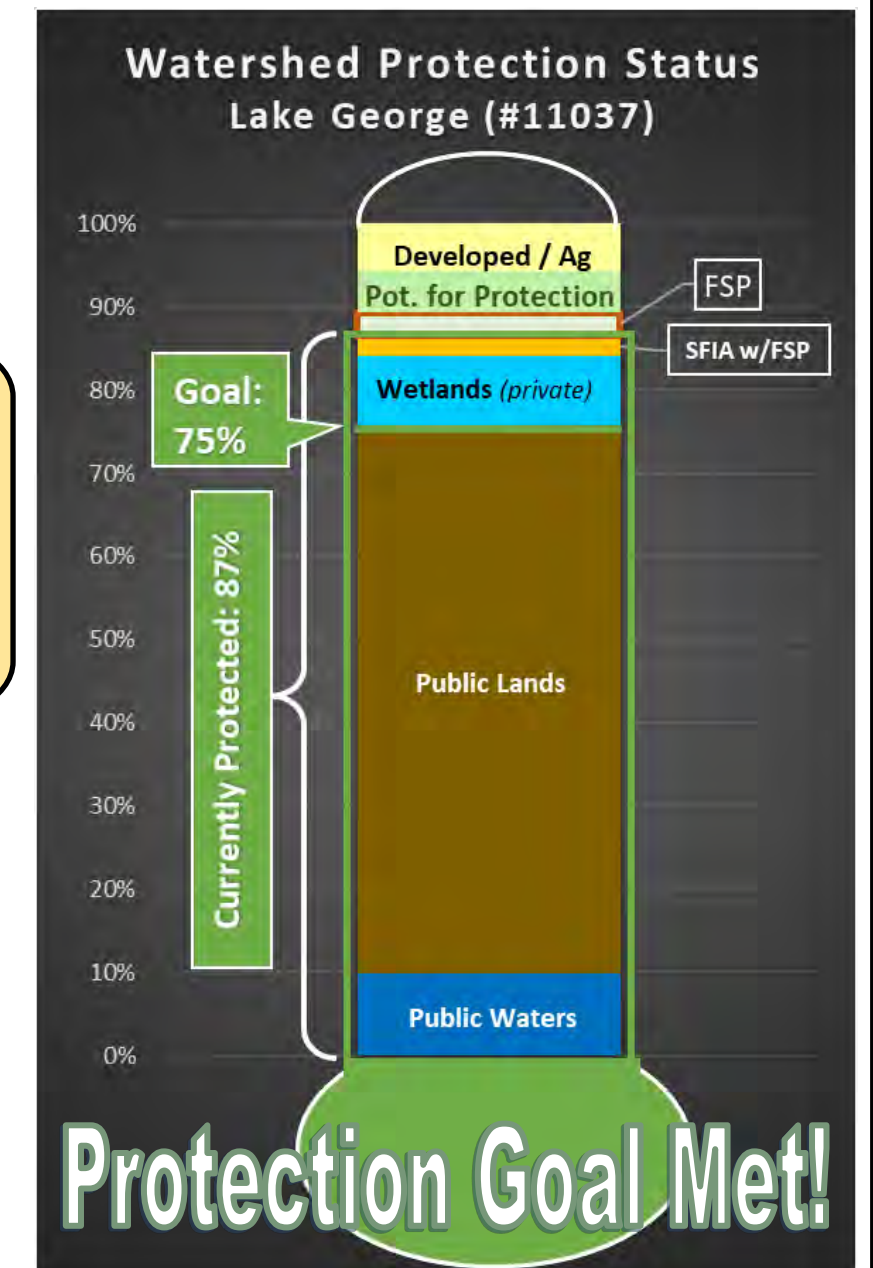 Watershed Protection Status
Lake George (#11037)
100%
90%
80%
70%
60%
50%
40%
30%
20%
10%
0%
Developed / Ag
Pot. for Protection
FSP
SFIA w/FSP
Wetlands (private)
Goal:
75%
Currently Protected: 87%
Public Lands
Public Waters
Protection Goal Met!